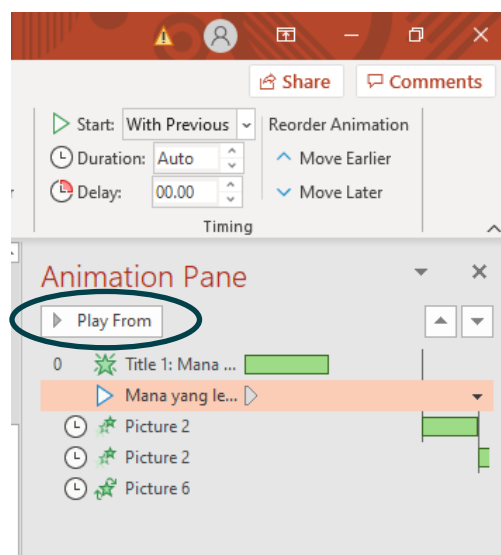 Share Comments
Start: With Previous Reorder Animation
Duration: Auto Move Earlier
Delay: 00.00 Move Later
Timing
Animation Pane
Play From
0 Title 1: Mana ...
Mana yang le...
Picture 2
Picture 2
Picture 6